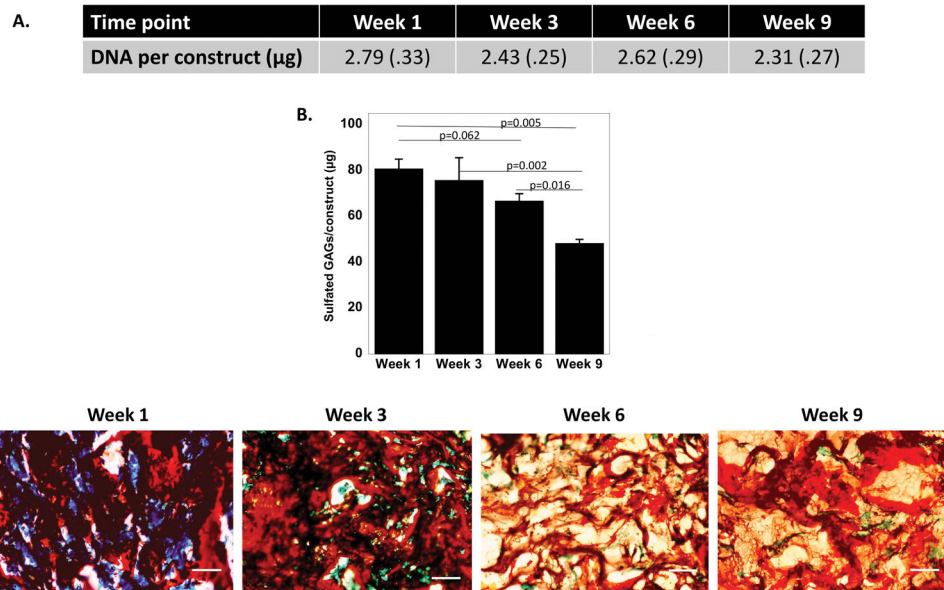 A.
Time point Week 1 Week 3 Week 6 Week 9
DNA per construct (µg) 2.79 (.33) 2.43 (.25) 2.62 (.29) 2.31 (.27)
B.
Sulfated GAGs/construct (µg)
100
80
60
40
20
0
p=0.005
p=0.062
p=0.002
p=0.016
Week 1 Week 3 Week 6 Week 9
Week 1 Week 3 Week 6 Week 9